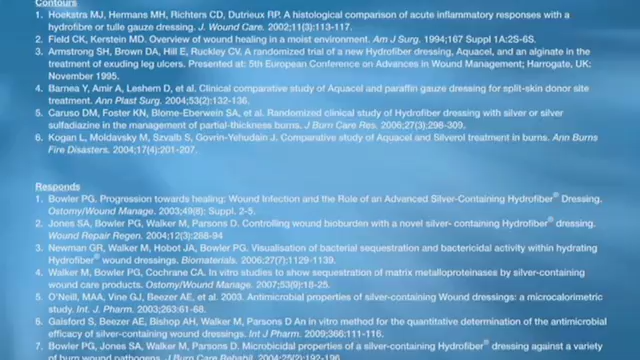 Contours
1. Hoekstra MJ, Hermans MH, Richters CD, Dutrieux RP. A histological comparison of acute inflammatory responses with a
hydrofibre or tulle gauze dressing. J. Wound Care. 2002;11(3):113-117.
2. Field CK, Kerstein MD. Overview of wound healing in a moist environment. Am J Surg. 1994;167 Suppl 1A:2S-6S.
3. Armstrong SH, Brown DA, Hill E, Ruckley CV. A randomized trial of a new Hydrofiber dressing, Aquacel, and an alginate in the
treatment of exuding leg ulcers. Presented at: 5th European Conference on Advances in Wound Management; Harrogate, UK:
November 1995.
4. Barnea Y, Amir A, Leshem D, et al. Clinical comparative study of Aquacel and paraffin gauze dressing for split-skin donor site
treatment. Ann Plast Surg. 2004;53(2):132-136.
5. Caruso DM, Foster KN, Blome-Eberwein SA, et al. Randomized clinical study of Hydrofiber dressing with silver or silver
sulfadiazine in the management of partial-thickness burns. J Burn Care Res. 2006;27(3):298-309.
6. Kogan L, Moldavsky M, Szvalb S, Govrin-Yehudain J. Comparative study of Aquacel and Silverol treatment in burns. Ann Burns
Fire Disasters. 2004;17(4):201-207.
Responds
1. Bowler PG. Progression towards healing: Wound Infection and the Role of an Advanced Silver-Containing Hydrofiber® Dressing.
Ostomy/Wound Manage. 2003;49(8): Suppl. 2-5.
2. Jones SA, Bowler PG, Walker M, Parsons D. Controlling wound bioburden with a novel silver- containing Hydrofiber® dressing.
Wound Repair Regen. 2004;12(3):288-94
3. Newman GR, Walker M, Hobot JA, Bowler PG. Visualisation of bacterial sequestration and bactericidal activity within hydrating
Hydrofiber® wound dressings. Biomaterials. 2006;27(7):1129-1139.
4. Walker M, Bowler PG, Cochrane CA. In vitro studies to show sequestration of matrix metalloproteinases by silver-containing
wound care products. Ostomy/Wound Manage. 2007;53(9):18-25.
5. O'Neill, MAA, Vine GJ, Beezer AE, et al. 2003. Antimicrobial properties of silver-containing Wound dressings: a microcalorimetric
study. Int. J. Pharm. 2003;263:61-68.
6. Gaisford S, Beezer AE, Bishop AH, Walker M, Parsons D An in vitro method for the quantitative determination of the antimicrobial
efficacy of silver-containing wound dressings. Int J Pharm. 2009;366:111-116.
7. Bowler PG, Jones SA, Walker M, Parsons D. Microbicidal properties of a silver-containing Hydrofiber® dressing against a variety
of burn wound pathogens. J Burn Care Rehabil. 2004;25(2):192-196.